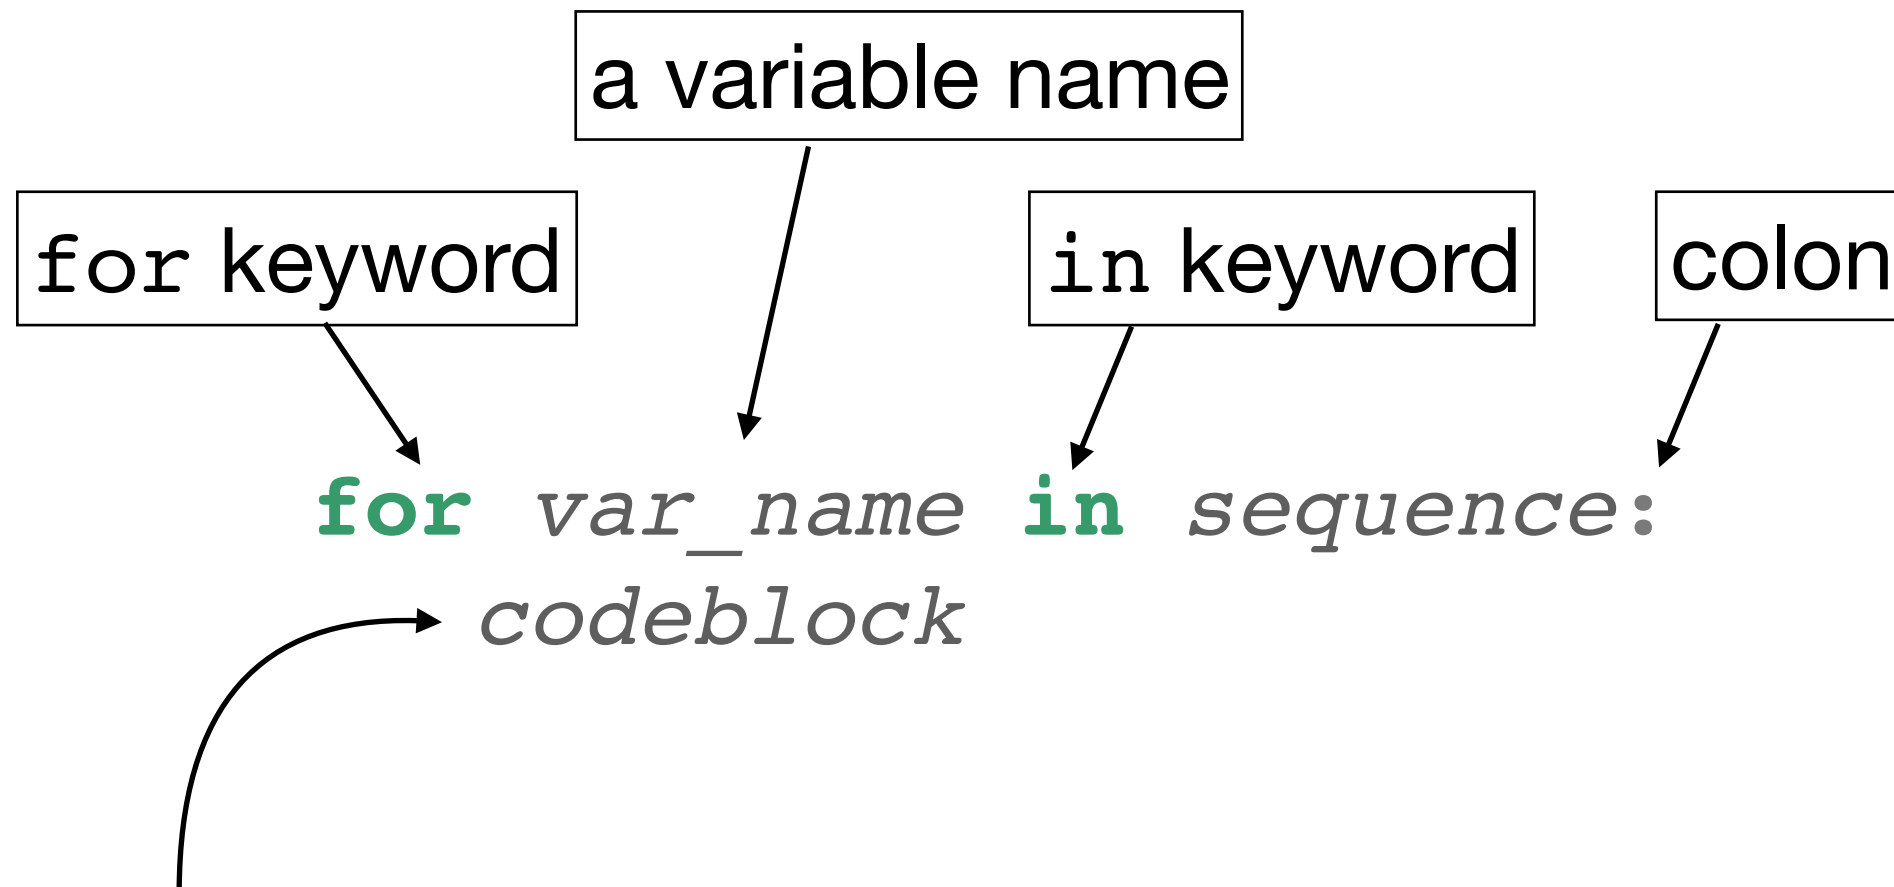 a variable name
for keyword
in keyword
colon
for var_name in sequence:
codeblock